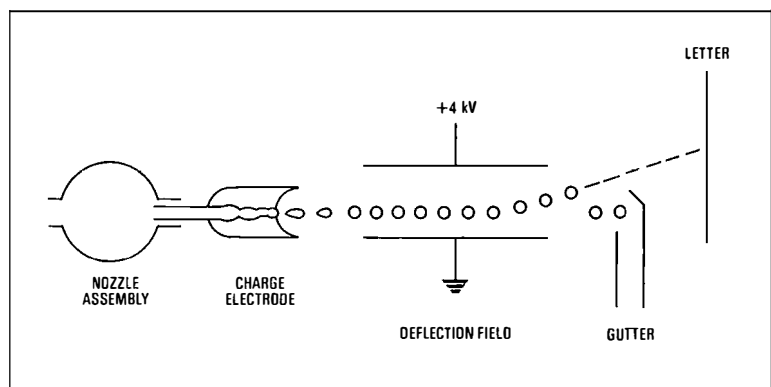 LETTER
+4 kV
NOZZLE
ASSEMBLY
CHARGE
ELECTRODE
DEFLECTION FIELD
GUTTER